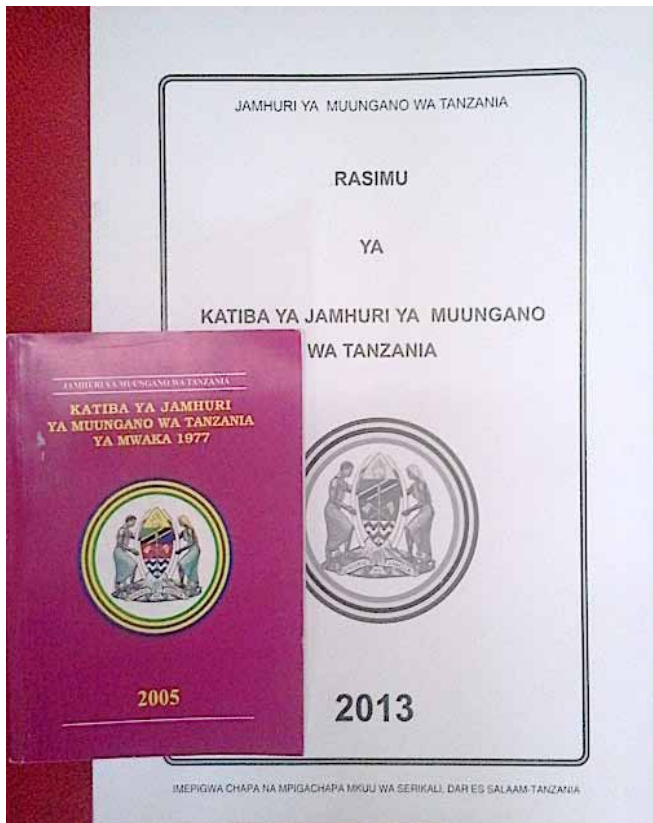 JAMHURI YA MUUNGANO WA TANZANIA
RASIMU
YA
KATIBA YA JAMHURI YA MUUNGANO
WA TANZANIA
2013
IMEPIGWA CHAPA NA MPIGACHAPA MKUU WA SERIKALI, DAR ES SALAAM-TANZANIA
JAMHURI YA MUUNGANO WA TANZANIA
KATIBA YA JAMHURI
YA MUUNGANO WA TANZANIA
YA MWAKA 1977
2005